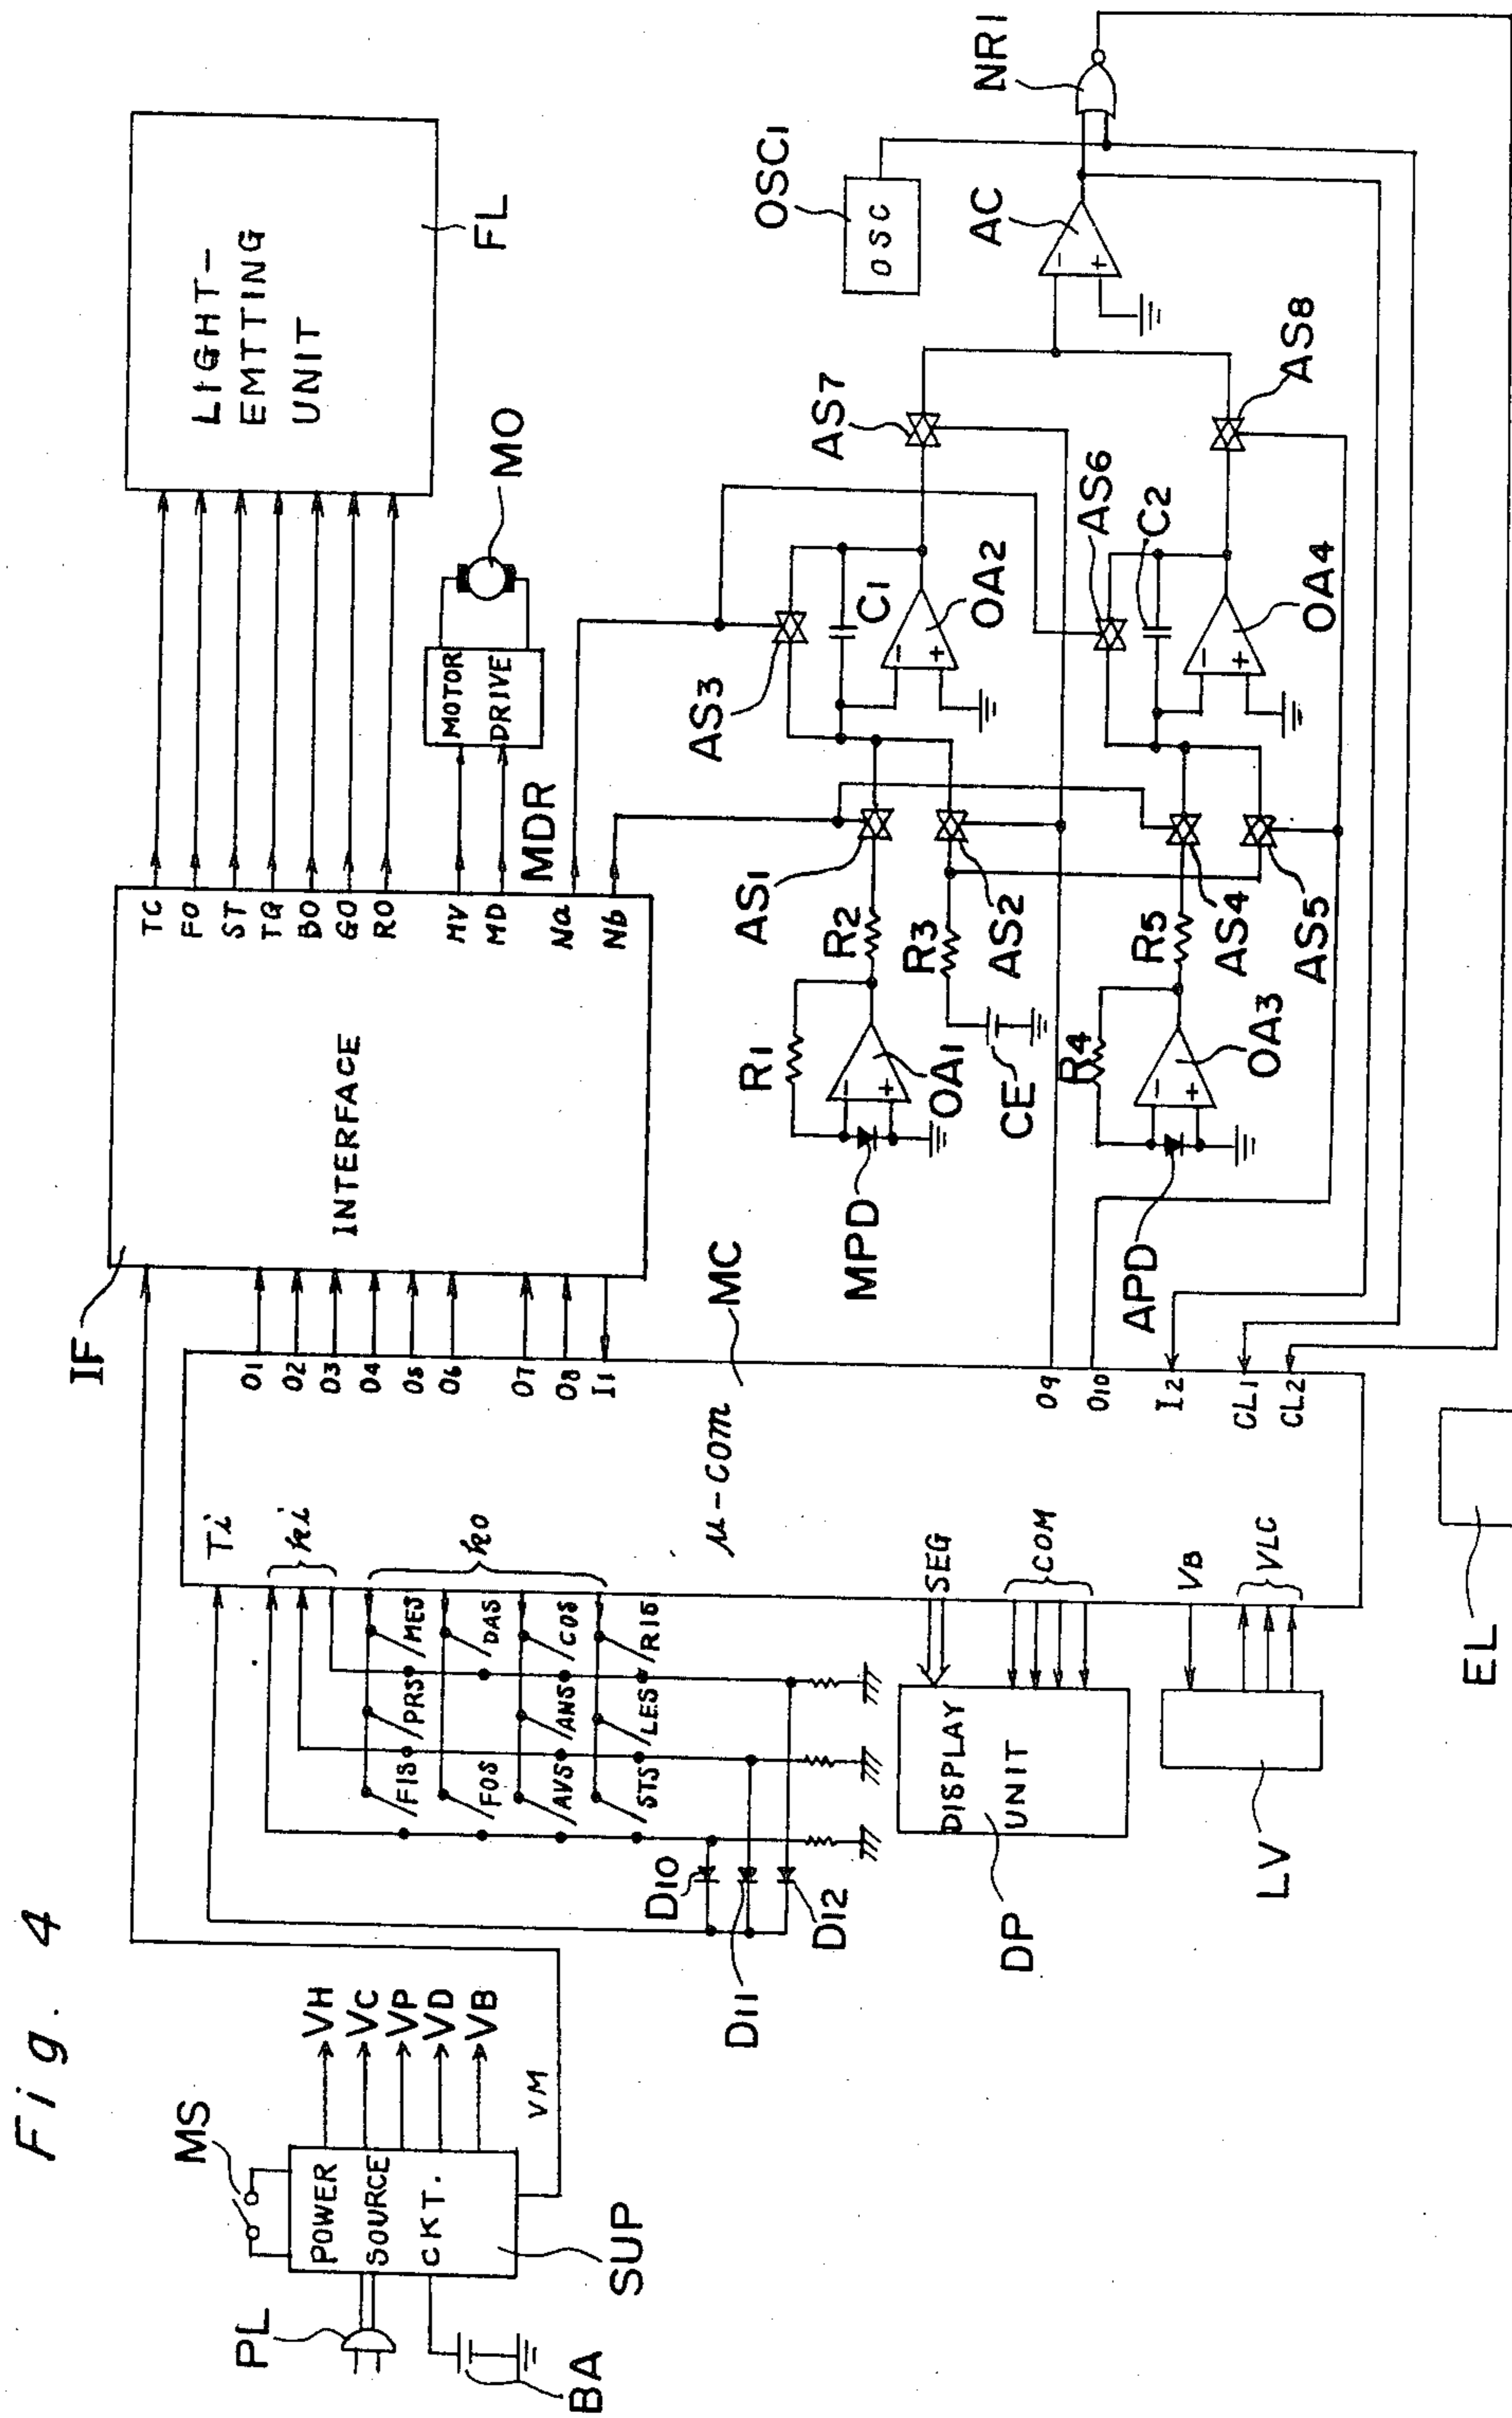 Fig. 4
PL
MS
POWER
SOURCE
CKT.
SUP
BA
VH
VC
VP
VD
VB
VM
IF
Ti
ki
ko
FIS
PRS
MES
FOS
DAS
AVS
ANS
COS
STS
LES
RIS
D10
D11
D12
μ-COM
MC
O1
O2
O3
O4
O5
O6
O7
O8
I1
O9
O10
I2
CL1
CL2
SEG
COM
VB
VLC
DISPLAY
UNIT
DP
LV
EL
INTERFACE
TC
FO
ST
TQ
BO
GO
RO
MV
MD
Na
Nb
LIGHT-
EMTTING
UNIT
FL
MOTOR
DRIVE
MDR
MO
MPD
R1
OA1
R2
AS1
AS3
C1
OA2
AS7
CE
R3
AS2
APD
R4
OA3
R5
AS4
AS5
AS6
C2
OA4
AS8
OSC1
OSC
AC
NR1